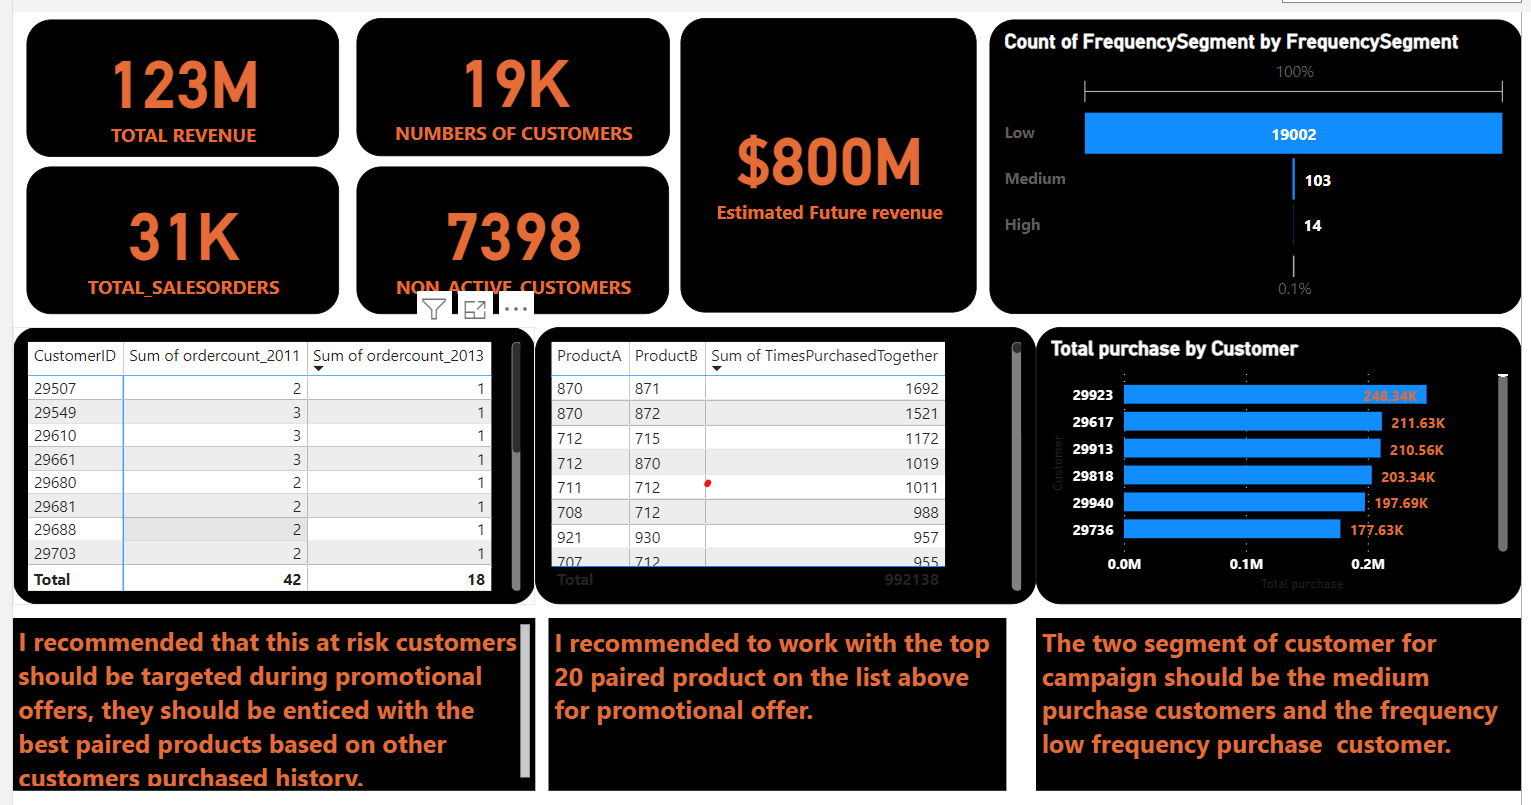 123M
TOTAL REVENUE
19K
NUMBERS OF CUSTOMERS
31K
TOTAL_SALESORDERS
7398
NON_ACTIVE_CUSTOMERS
$800M
Estimated Future revenue
Count of FrequencySegment by FrequencySegment
100%
Low 19002
Medium 103
High 14
0.1%
CustomerID Sum of ordercount_2011 Sum of ordercount_2013
29507 2 1
29549 3 1
29610 3 1
29661 3 1
29680 2 1
29681 2 1
29688 2 1
29703 2 1
Total 42 18
ProductA ProductB Sum of TimesPurchasedTogether
870 871 1692
870 872 1521
712 715 1172
712 870 1019
711 712 1011
708 712 988
921 930 957
707 712 955
Total 992138
Total purchase by Customer
Customer
29923 248.34K
29617 211.63K
29913 210.56K
29818 203.34K
29940 197.69K
29736 177.63K
0.0M 0.1M 0.2M
Total purchase
I recommended that this at risk customers
should be targeted during promotional
offers, they should be enticed with the
best paired products based on other
customers purchased history.
I recommended to work with the top
20 paired product on the list above
for promotional offer.
The two segment of customer for
campaign should be the medium
purchase customers and the frequency
low frequency purchase customer.